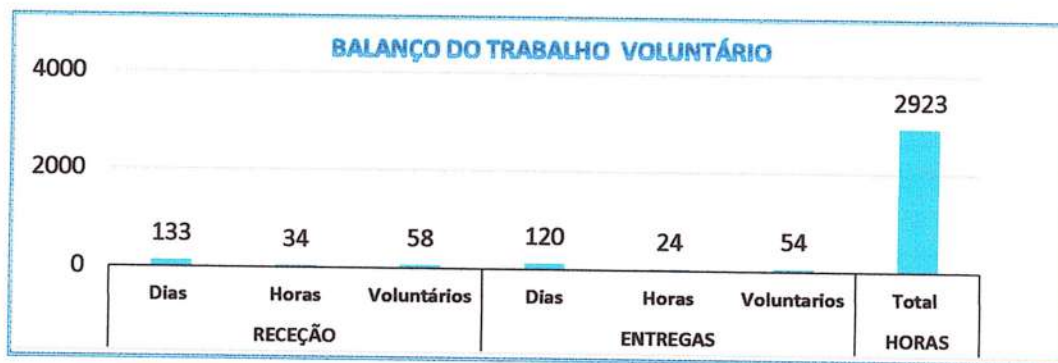 BALANÇO DO TRABALHO VOLUNTÁRIO
4000
2000
0
133 34 58 120 24 54 2923
Dias Horas Voluntários Dias Horas Voluntarios Total
RECEÇÃO ENTREGAS HORAS